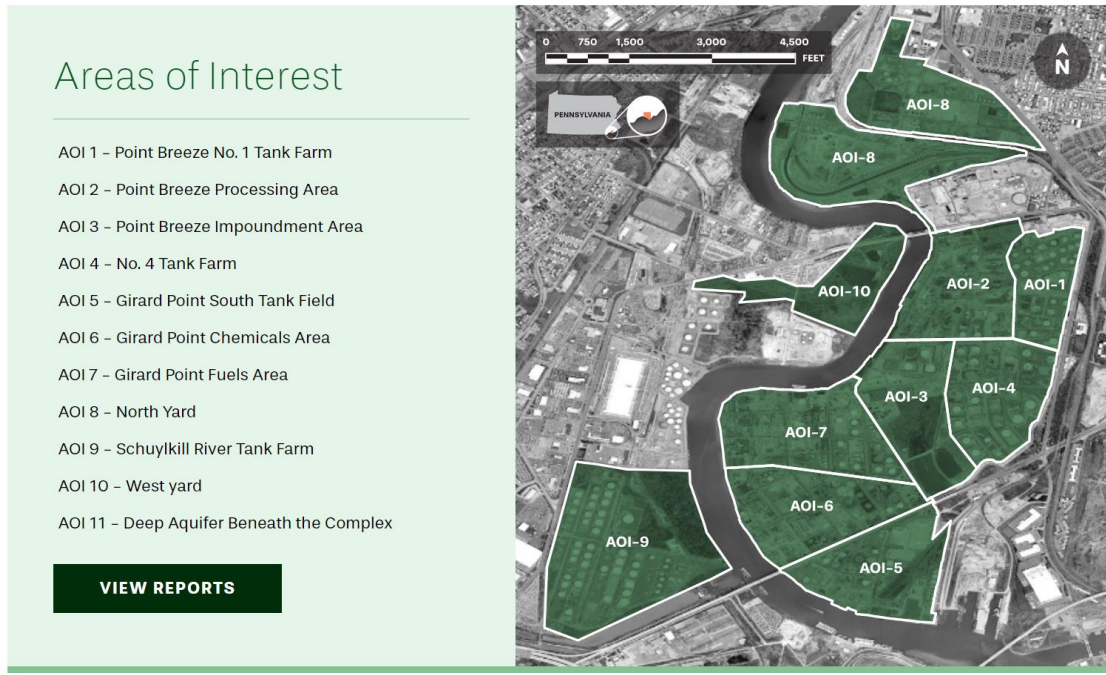 Areas of Interest
AOI 1 – Point Breeze No. 1 Tank Farm
AOI 2 – Point Breeze Processing Area
AOI 3 – Point Breeze Impoundment Area
AOI 4 – No. 4 Tank Farm
AOI 5 – Girard Point South Tank Field
AOI 6 – Girard Point Chemicals Area
AOI 7 – Girard Point Fuels Area
AOI 8 – North Yard
AOI 9 – Schuylkill River Tank Farm
AOI 10 – West yard
AOI 11 – Deep Aquifer Beneath the Complex
VIEW REPORTS
0 750 1,500 3,000 4,500
FEET
N
PENNSYLVANIA
AOI-8
AOI-8
AOI-10
AOI-2
AOI-1
AOI-3
AOI-4
AOI-7
AOI-6
AOI-9
AOI-5